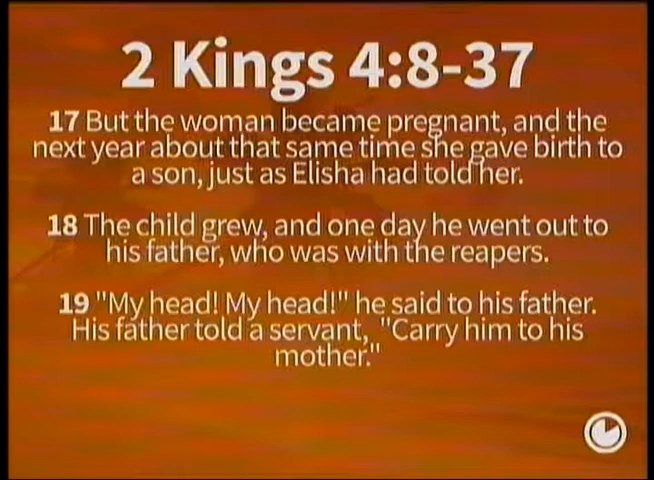 2 Kings 4:8-37
17 But the woman became pregnant, and the
next year about that same time she gave birth to
a son, just as Elisha had told her.
18 The child grew, and one day he went out to
his father, who was with the reapers.
19 "My head! My head!" he said to his father.
His father told a servant, "Carry him to his
mother."